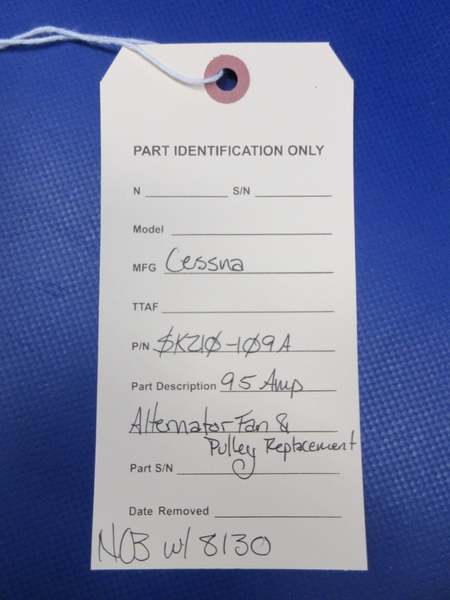 PART IDENTIFICATION ONLY
N S/N
Model
MFG Cessna
TTAF
P/N SK210-109A
Part Description 95 Amp
Alternator Fan &
Pulley Replacement
Part S/N
Date Removed
NOB w/ 8130